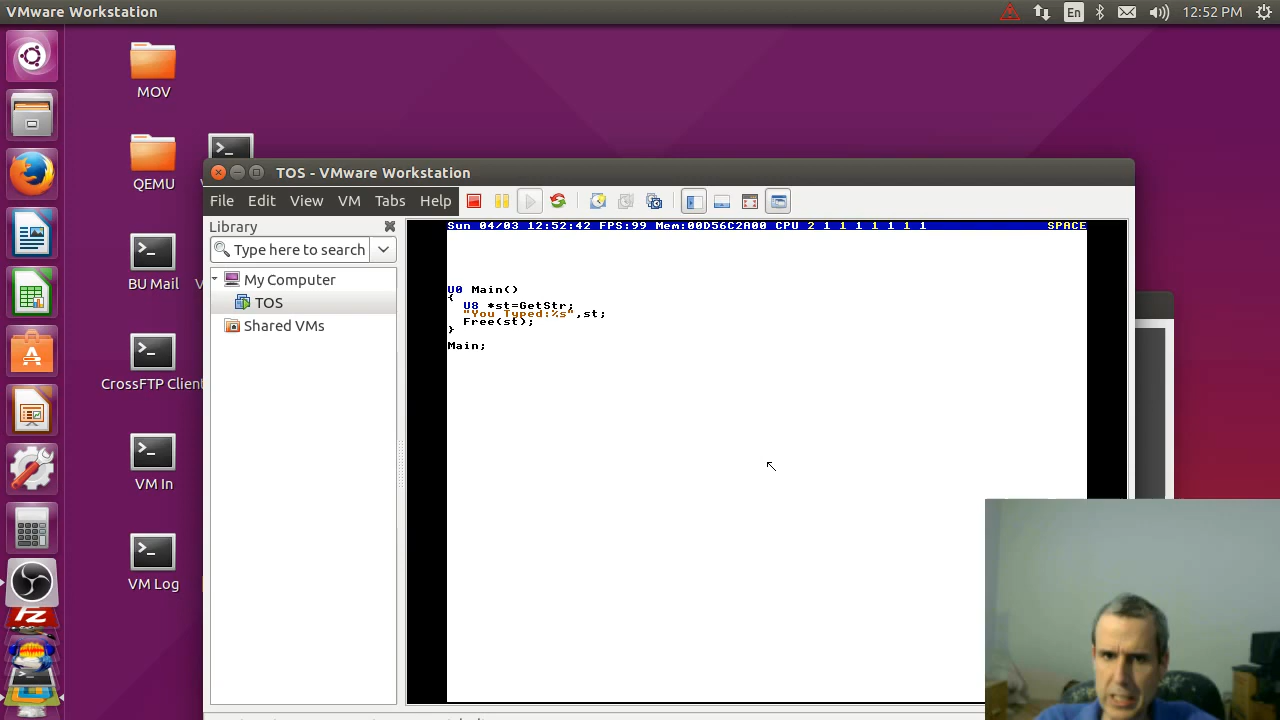 VMware Workstation
En
12:52 PM
MOV
QEMU
BU Mail
CrossFTP Client
VM In
VM Log
TOS - VMware Workstation
File Edit View VM Tabs Help
Library
Type here to search
My Computer
TOS
Shared VMs
Sun 04/03 12:52:42 FPS:99 Mem:00D56C2A00 CPU 2 1 1 1 1 1 1 1 SPACE
U0 Main()
{
U8 *st=GetStr;
"You Typed:%s",st;
Free(st);
}
Main;
FZ